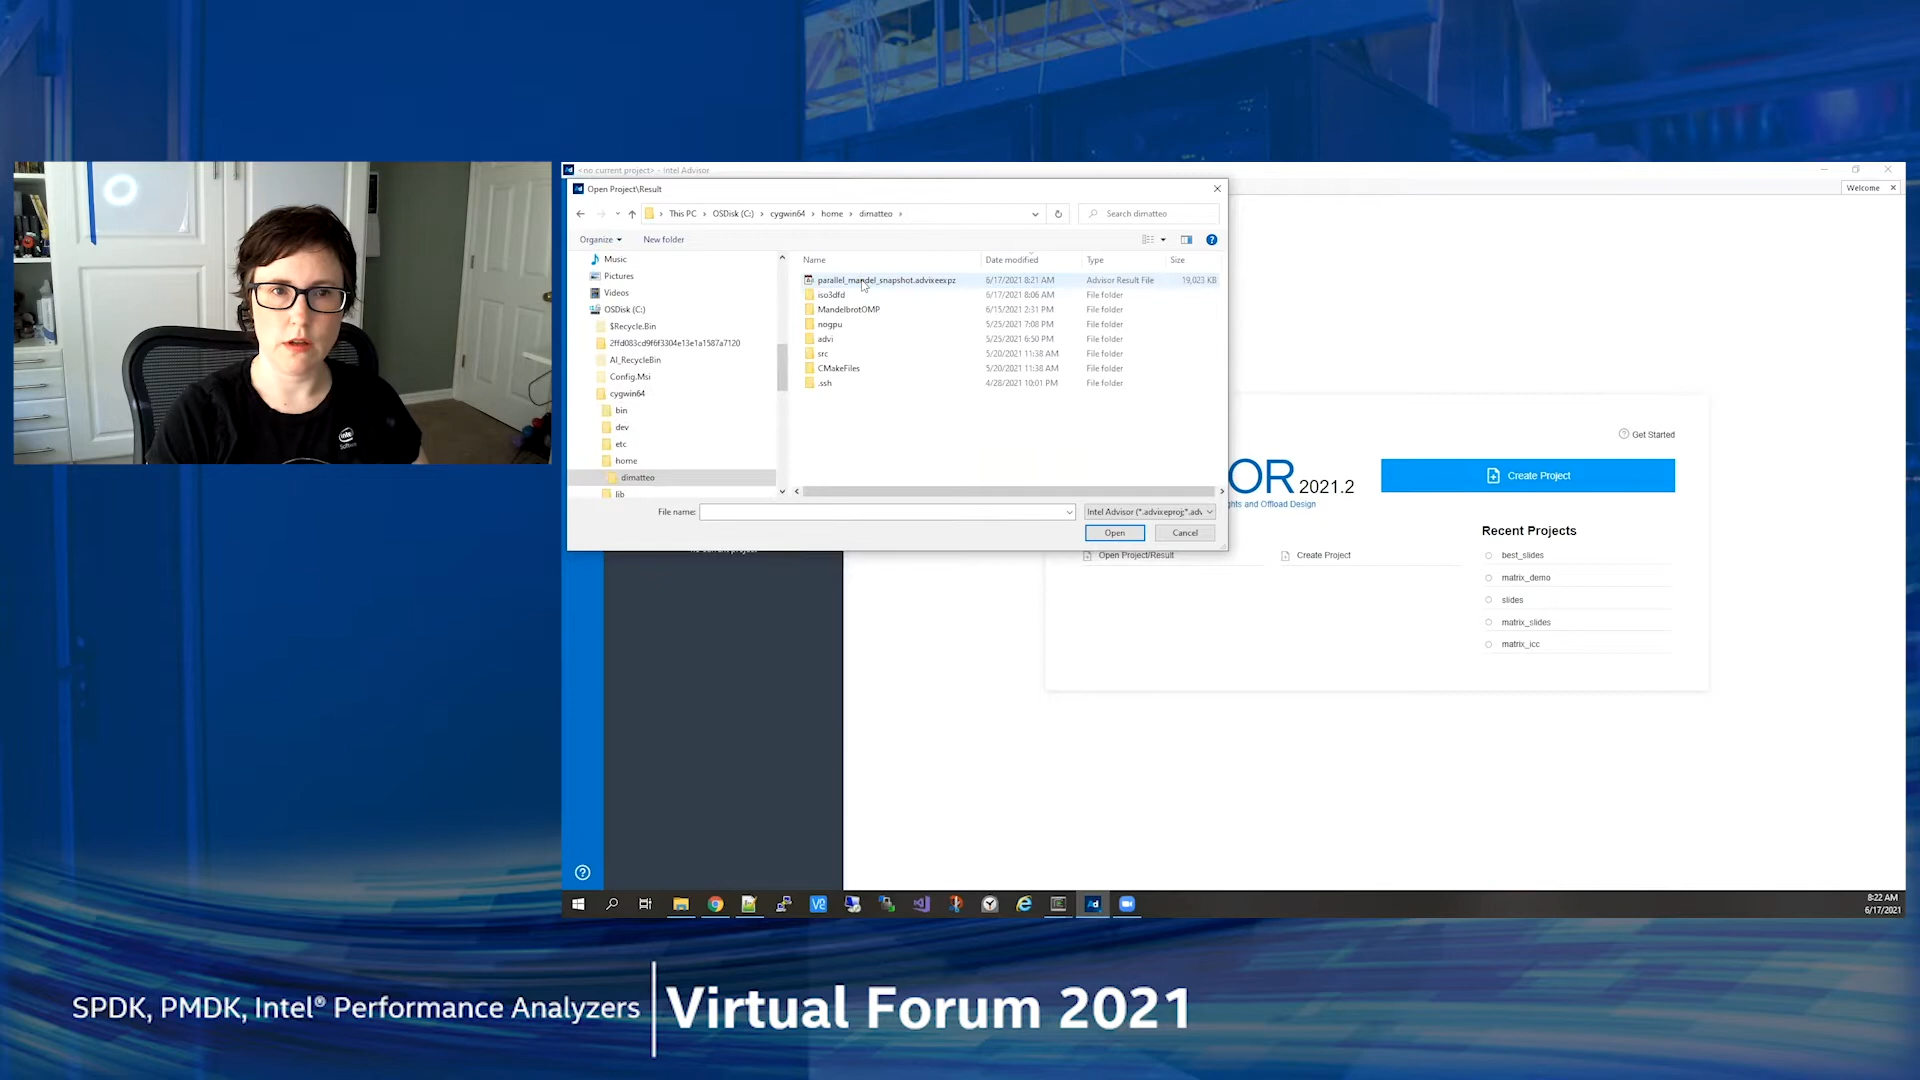 <no current project> - Intel Advisor
Welcome
Open Project\Result
This PC > OSDisk (C:) > cygwin64 > home > dimatteo >
Search dimatteo
Organize
New folder
Music
Pictures
Videos
OSDisk (C:)
$Recycle.Bin
2ffd083cd9f6f3304e13e1a1587a7120
AI_RecycleBin
Config.Msi
cygwin64
bin
dev
etc
home
dimatteo
lib
Name Date modified Type Size
parallel_mandel_snapshot.advixeexpz 6/17/2021 8:21 AM Advisor Result File 19,023 KB
iso3dfd 6/17/2021 8:06 AM File folder
MandelbrotOMP 6/15/2021 2:31 PM File folder
nogpu 5/25/2021 7:08 PM File folder
advi 5/25/2021 6:50 PM File folder
src 5/20/2021 11:38 AM File folder
CMakeFiles 5/20/2021 11:38 AM File folder
.ssh 4/28/2021 10:01 PM File folder
File name:
Intel Advisor (*.advixeproj;*.adv
Open
Cancel
Get Started
OR 2021.2
Create Project
Open Project/Result
Create Project
Recent Projects
best_slides
matrix_demo
slides
matrix_slides
matrix_icc
intel
8:22 AM
6/17/2021
SPDK, PMDK, Intel® Performance Analyzers
Virtual Forum 2021